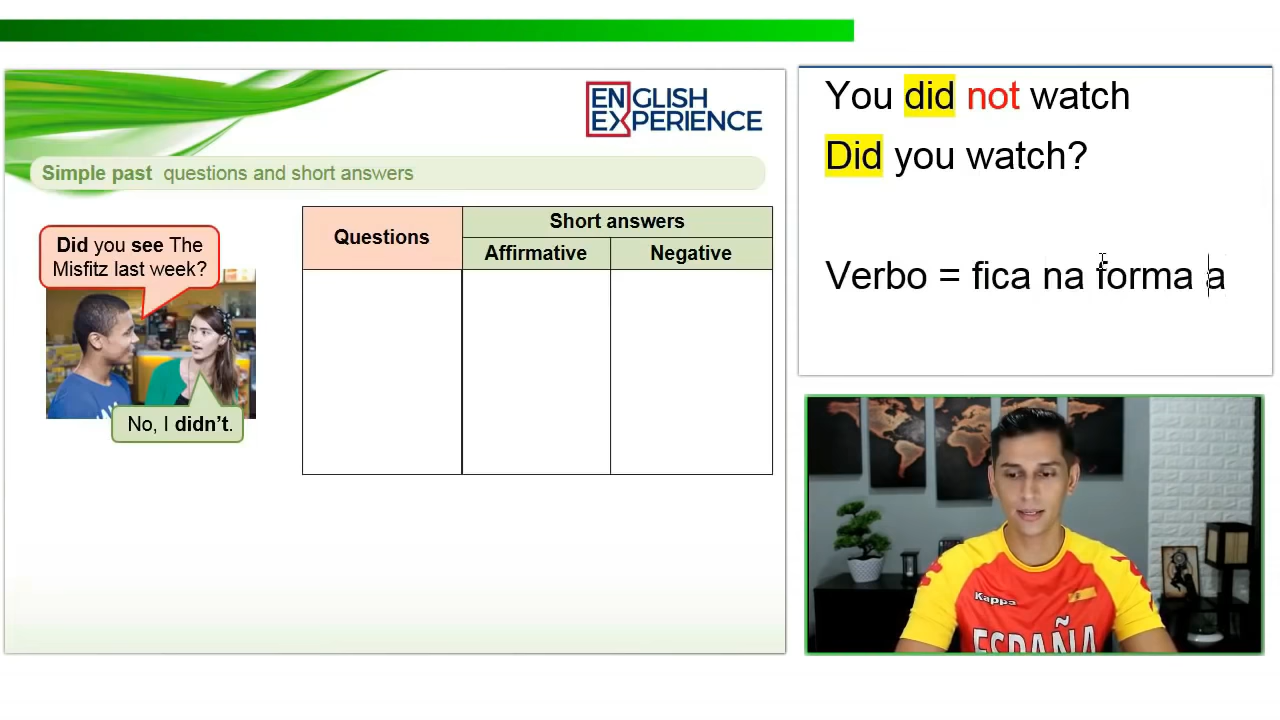 ENGLISH
EXPERIENCE
Simple past questions and short answers
Did you see The
Misfitz last week?
No, I didn't.
Questions
Short answers
Affirmative
Negative
You did not watch
Did you watch?
Verbo = fica na forma a
Kappa
ESPAÑA